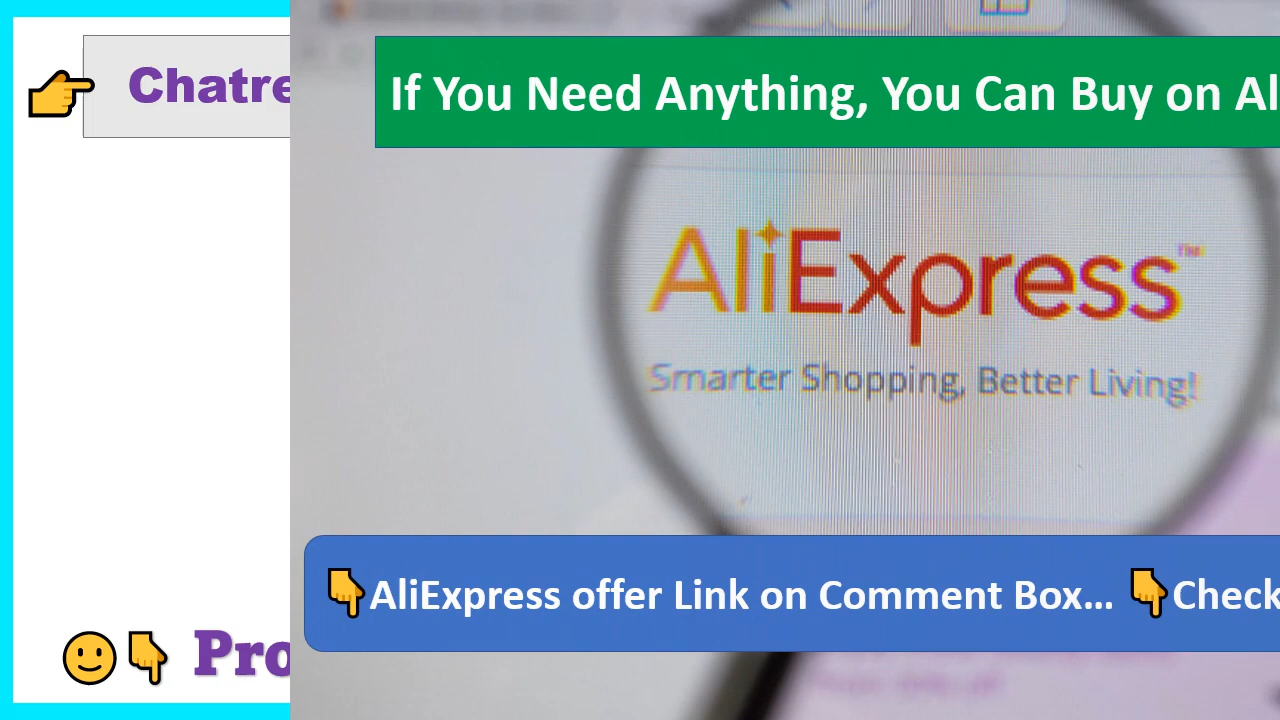 Chatre
If You Need Anything, You Can Buy on Al
AliExpress™
Smarter Shopping, Better Living!
👇AliExpress offer Link on Comment Box... 👇Check
Pro